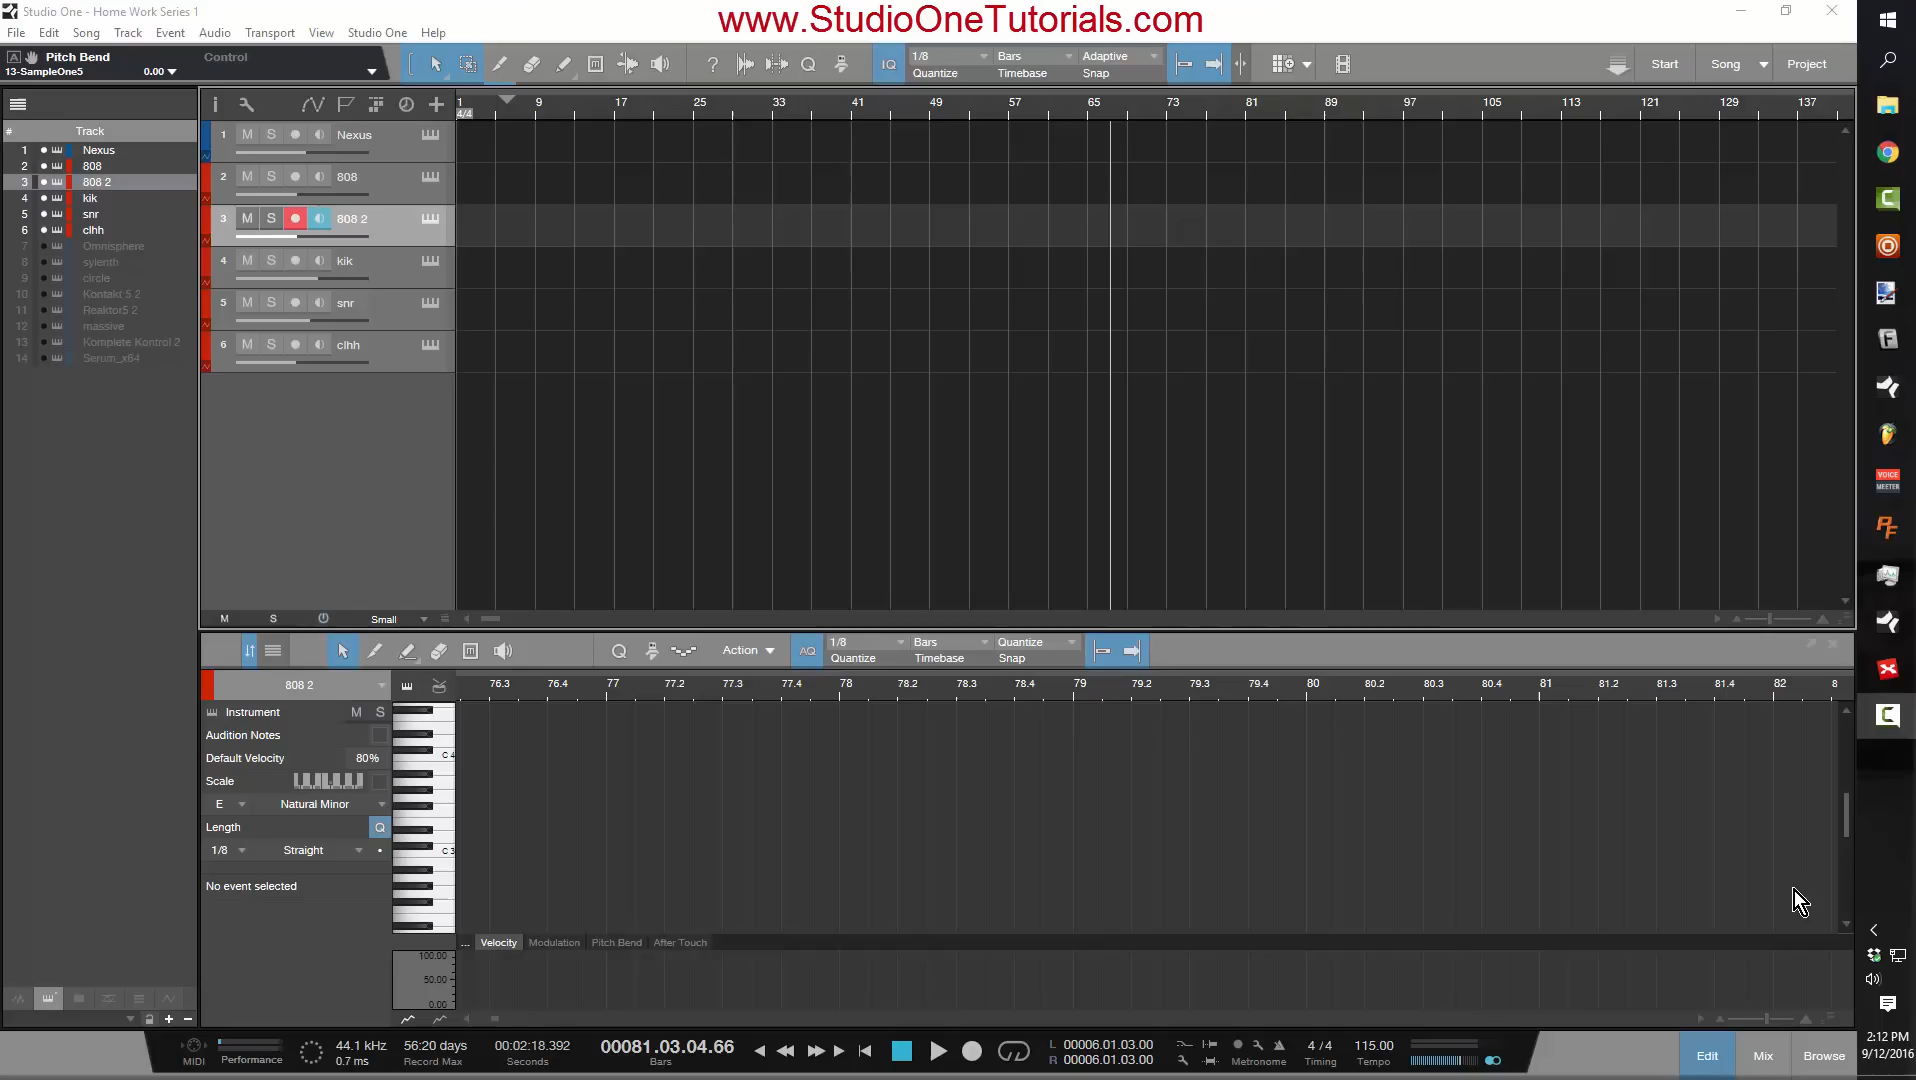 Studio One - Home Work Series 1
www.StudioOneTutorials.com
File Edit Song Track Event Audio Transport View Studio One Help
A Pitch Bend
Control
13-SampleOne5 0.00
IQ 1/8 Bars Adaptive
Quantize Timebase Snap
Start Song Project
# Track
1 Nexus
2 808
3 808 2
4 kik
5 snr
6 clhh
7 Omnisphere
8 sylenth
9 circle
10 Kontakt 5 2
11 Reaktor5 2
12 massive
13 Komplete Kontrol 2
14 Serum_x64
1 9 17 25 33 41 49 57 65 73 81 89 97 105 113 121 129 137
4/4
1 M S Nexus
2 M S 808
3 M S 808 2
4 M S kik
5 M S snr
6 M S clhh
M S Small
Action AQ 1/8 Bars Quantize
Quantize Timebase Snap
808 2
76.3 76.4 77 77.2 77.3 77.4 78 78.2 78.3 78.4 79 79.2 79.3 79.4 80 80.2 80.3 80.4 81 81.2 81.3 81.4 82 8
Instrument M S
Audition Notes
Default Velocity 80%
Scale
E Natural Minor
Length Q
1/8 Straight
No event selected
C 4
C 3
... Velocity Modulation Pitch Bend After Touch
100.00
50.00
0.00
MIDI
Performance
44.1 kHz
0.7 ms
56:20 days
Record Max
00:02:18.392
Seconds
00081.03.04.66
Bars
L 00006.01.03.00
R 00006.01.03.00
Metronome
4 / 4
Timing
115.00
Tempo
Edit Mix Browse
VOICE
MEETER
2:12 PM
9/12/2016